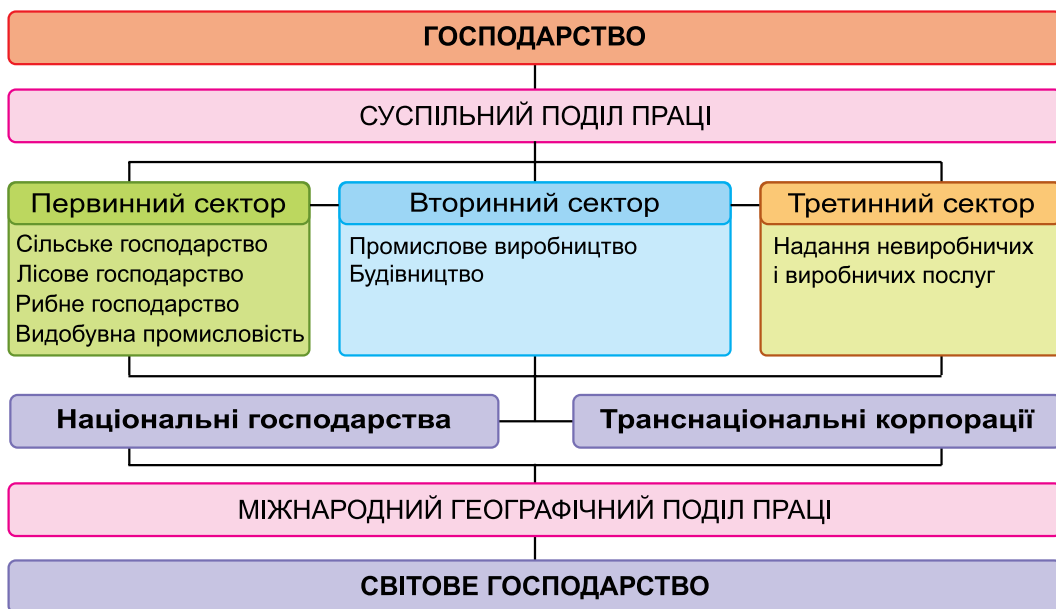 ГОСПОДАРСТВО
СУСПІЛЬНИЙ ПОДІЛ ПРАЦІ
Первинний сектор
Сільське господарство
Лісове господарство
Рибне господарство
Видобувна промисловість
Вторинний сектор
Промислове виробництво
Будівництво
Третинний сектор
Надання невиробничих
і виробничих послуг
Національні господарства
Транснаціональні корпорації
МІЖНАРОДНИЙ ГЕОГРАФІЧНИЙ ПОДІЛ ПРАЦІ
СВІТОВЕ ГОСПОДАРСТВО